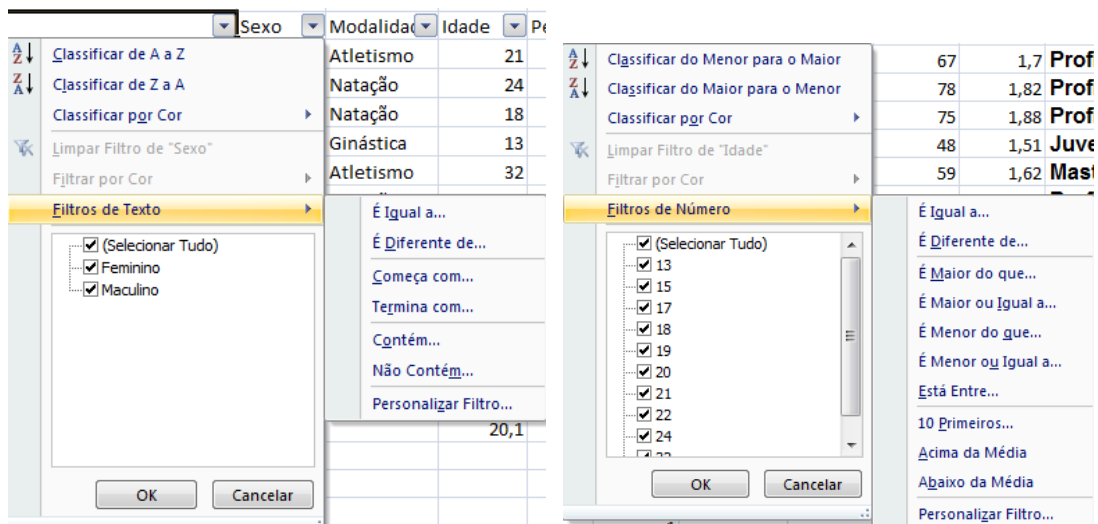 Sexo Modalidad Idade
Classificar de A a Z
Classificar de Z a A
Classificar por Cor
Limpar Filtro de "Sexo"
Filtrar por Cor
Filtros de Texto
(Selecionar Tudo)
Feminino
Maculino
OK Cancelar
Atletismo 21
Natação 24
Natação 18
Ginástica 13
Atletismo 32
É Igual a...
É Diferente de...
Começa com...
Termina com...
Contém...
Não Contém...
Personalizar Filtro...
20,1
Classificar do Menor para o Maior
Classificar do Maior para o Menor
Classificar por Cor
Limpar Filtro de "Idade"
Filtrar por Cor
Filtros de Número
(Selecionar Tudo)
13
15
17
18
19
20
21
22
24
OK Cancelar
67 1,7 Prof
78 1,82 Prof
75 1,88 Prof
48 1,51 Juve
59 1,62 Mast
É Igual a...
É Diferente de...
É Maior do que...
É Maior ou Igual a...
É Menor do que...
É Menor ou Igual a...
Está Entre...
10 Primeiros...
Acima da Média
Abaixo da Média
Personalizar Filtro...